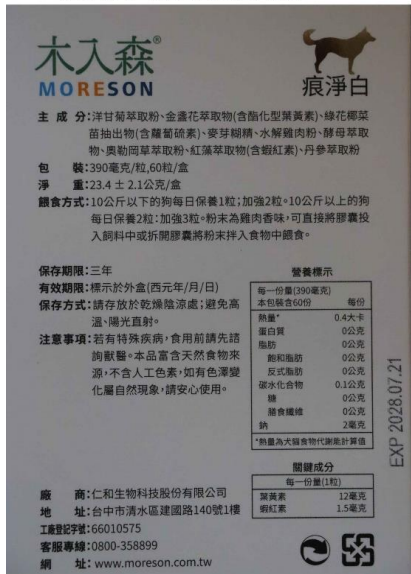 木入森®
MORESON
痕淨白
主 成 分:洋甘菊萃取粉、金盞花萃取物(含酯化型葉黃素)、綠花椰菜
苗抽出物(含蘿蔔硫素)、麥芽糊精、水解雞肉粉、酵母萃取
物、奧勒岡草萃取粉、紅藻萃取物(含蝦紅素)、丹參萃取粉
包 裝:390毫克/粒,60粒/盒
淨 重:23.4 ± 2.1公克/盒
餵食方式:10公斤以下的狗每日保養1粒;加強2粒。10公斤以上的狗
每日保養2粒:加強3粒。粉末為雞肉香味,可直接將膠囊投
入飼料中或拆開膠囊將粉末拌入食物中餵食。
保存期限:三年
有效期限:標示於外盒(西元年/月/日)
保存方式:請存放於乾燥陰涼處;避免高
溫、陽光直射。
注意事項:若有特殊疾病,食用前請先諮
詢獸醫。本品富含天然食物來
源,不含人工色素,如有色澤變
化屬自然現象,請安心使用。
營養標示
每一份量(390毫克)
本包裝含60份 每份
熱量* 0.4大卡
蛋白質 0公克
脂肪 0公克
飽和脂肪 0公克
反式脂肪 0公克
碳水化合物 0.1公克
糖 0公克
膳食纖維 0公克
鈉 2毫克
*熱量為犬貓食物代謝能計算值
關鍵成分
每一份量(1粒)
葉黃素 12毫克
蝦紅素 1.5毫克
EXP 2028.07.21
廠 商:仁和生物科技股份有限公司
地 址:台中市清水區建國路140號1樓
工廠登記字號:66010575
客服專線:0800-358899
網 址:www.moreson.com.tw